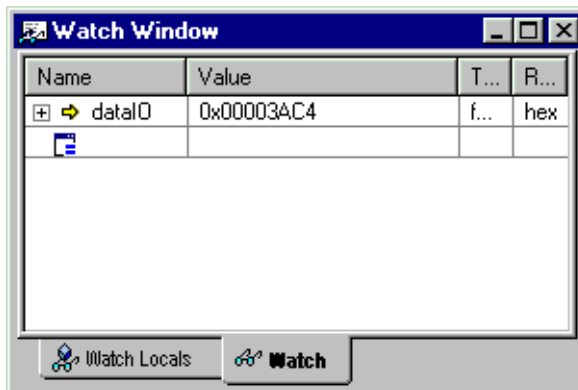 Watch Window
Name Value T... R...
dataIO 0x00003AC4 f... hex
Watch Locals Watch